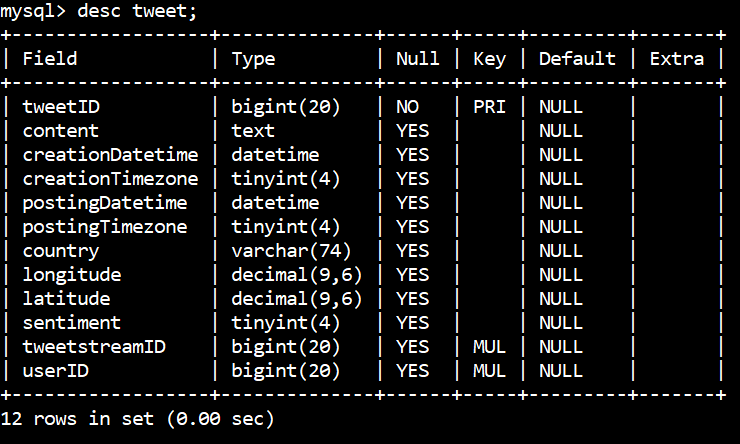 mysql> desc tweet;
+------------------+--------------+------+-----+---------+-------+
| Field            | Type         | Null | Key | Default | Extra |
+------------------+--------------+------+-----+---------+-------+
| tweetID          | bigint(20)   | NO   | PRI | NULL    |       |
| content          | text         | YES  |     | NULL    |       |
| creationDatetime | datetime     | YES  |     | NULL    |       |
| creationTimezone | tinyint(4)   | YES  |     | NULL    |       |
| postingDatetime  | datetime     | YES  |     | NULL    |       |
| postingTimezone  | tinyint(4)   | YES  |     | NULL    |       |
| country          | varchar(74)  | YES  |     | NULL    |       |
| longitude        | decimal(9,6) | YES  |     | NULL    |       |
| latitude         | decimal(9,6) | YES  |     | NULL    |       |
| sentiment        | tinyint(4)   | YES  |     | NULL    |       |
| tweetstreamID    | bigint(20)   | YES  | MUL | NULL    |       |
| userID           | bigint(20)   | YES  | MUL | NULL    |       |
+------------------+--------------+------+-----+---------+-------+
12 rows in set (0.00 sec)